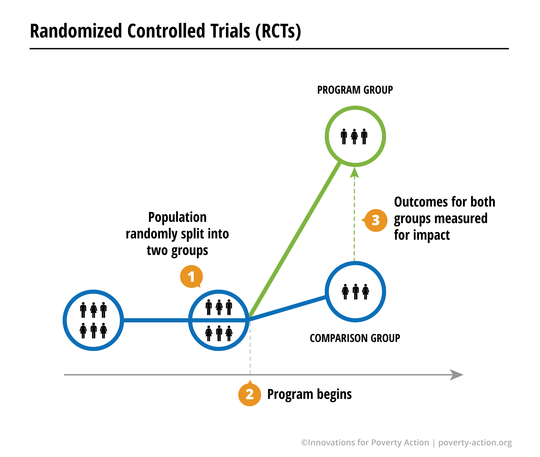 Randomized Controlled Trials (RCTs)
PROGRAM GROUP
Population
randomly split into
two groups
1
3
Outcomes for both
groups measured
for impact
COMPARISON GROUP
2
Program begins
©Innovations for Poverty Action | poverty-action.org